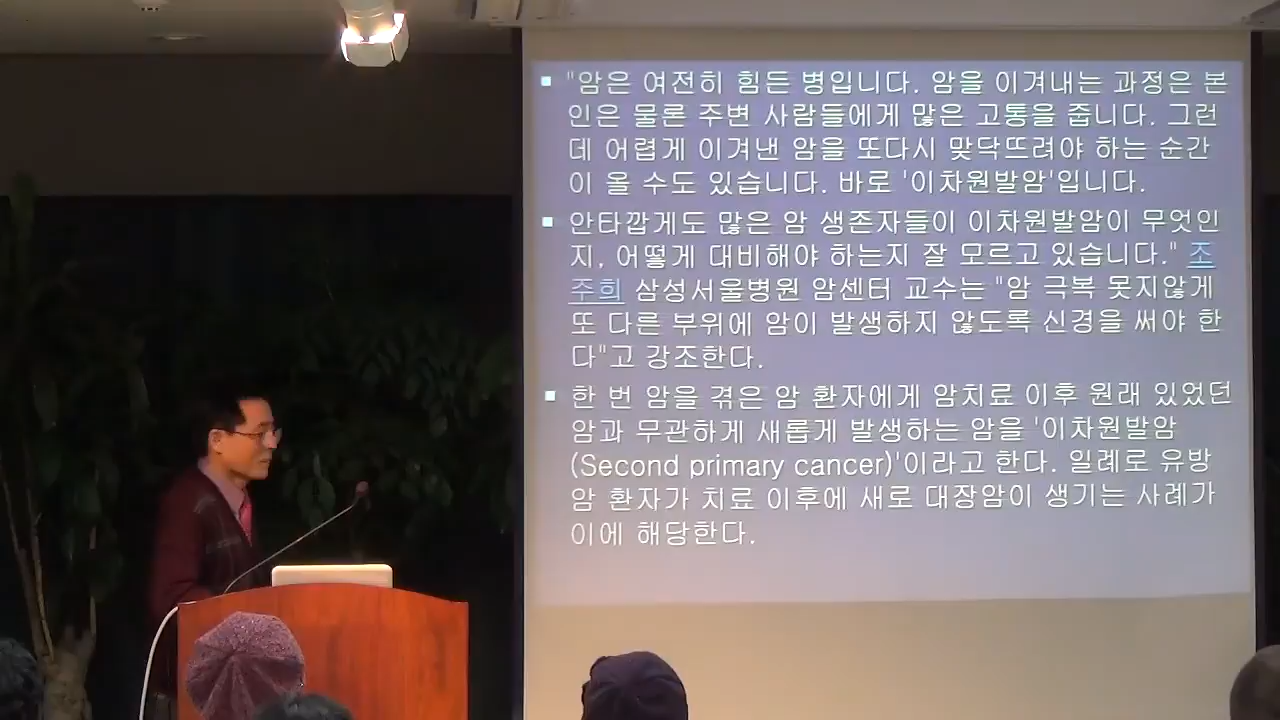 "암은 여전히 힘든 병입니다. 암을 이겨내는 과정은 본
인은 물론 주변 사람들에게 많은 고통을 줍니다. 그런
데 어렵게 이겨낸 암을 또다시 맞닥뜨려야 하는 순간
이 올 수도 있습니다. 바로 '이차원발암'입니다.
안타깝게도 많은 암 생존자들이 이차원발암이 무엇인
지, 어떻게 대비해야 하는지 잘 모르고 있습니다." 조
주희 삼성서울병원 암센터 교수는 "암 극복 못지않게
또 다른 부위에 암이 발생하지 않도록 신경을 써야 한
다"고 강조한다.
한 번 암을 겪은 암 환자에게 암치료 이후 원래 있었던
암과 무관하게 새롭게 발생하는 암을 '이차원발암
(Second primary cancer)'이라고 한다. 일례로 유방
암 환자가 치료 이후에 새로 대장암이 생기는 사례가
이에 해당한다.